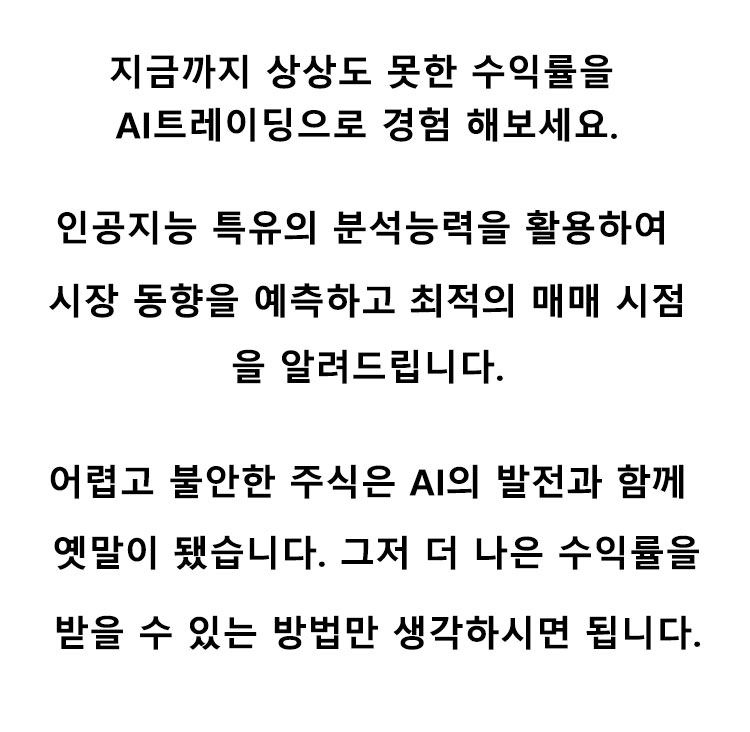 지금까지 상상도 못한 수익률을
AI트레이딩으로 경험 해보세요.
인공지능 특유의 분석능력을 활용하여
시장 동향을 예측하고 최적의 매매 시점
을 알려드립니다.
어렵고 불안한 주식은 AI의 발전과 함께
옛말이 됐습니다. 그저 더 나은 수익률을
받을 수 있는 방법만 생각하시면 됩니다.